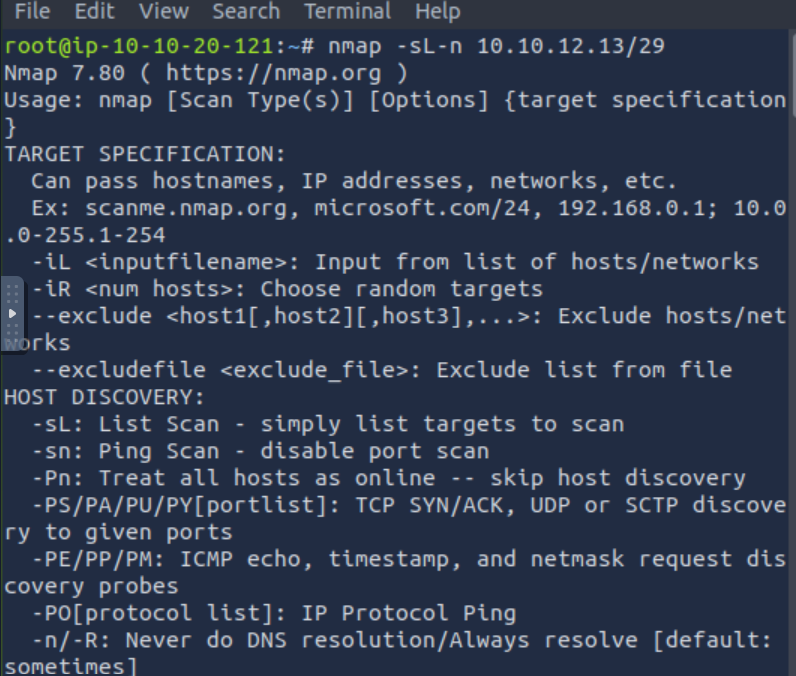 File Edit View Search Terminal Help
root@ip-10-10-20-121:~# nmap -sL-n 10.10.12.13/29
Nmap 7.80 ( https://nmap.org )
Usage: nmap [Scan Type(s)] [Options] {target specification
}
TARGET SPECIFICATION:
  Can pass hostnames, IP addresses, networks, etc.
  Ex: scanme.nmap.org, microsoft.com/24, 192.168.0.1; 10.0
.0-255.1-254
  -iL <inputfilename>: Input from list of hosts/networks
  -iR <num hosts>: Choose random targets
  --exclude <host1[,host2][,host3],...>: Exclude hosts/net
works
  --excludefile <exclude_file>: Exclude list from file
HOST DISCOVERY:
  -sL: List Scan - simply list targets to scan
  -sn: Ping Scan - disable port scan
  -Pn: Treat all hosts as online -- skip host discovery
  -PS/PA/PU/PY[portlist]: TCP SYN/ACK, UDP or SCTP discove
ry to given ports
  -PE/PP/PM: ICMP echo, timestamp, and netmask request dis
covery probes
  -PO[protocol list]: IP Protocol Ping
  -n/-R: Never do DNS resolution/Always resolve [default:
sometimes]